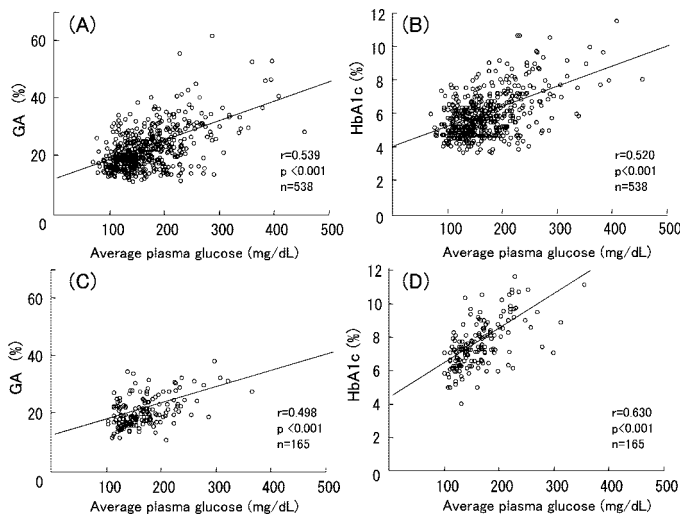 (A)
GA (%)
60
40
20
0
r=0.539
p <0.001
n=538
100 200 300 400 500
Average plasma glucose (mg/dL)
(B)
HbA1c (%)
12
10
8
6
4
2
0
r=0.520
p <0.001
n=538
100 200 300 400 500
Average plasma glucose (mg/dL)
(C)
GA (%)
60
40
20
0
r=0.498
p <0.001
n=165
100 200 300 400 500
Average plasma glucose (mg/dL)
(D)
HbA1c (%)
12
10
8
6
4
2
0
r=0.630
p<0.001
n=165
100 200 300 400 500
Average plasma glucose (mg/dL)